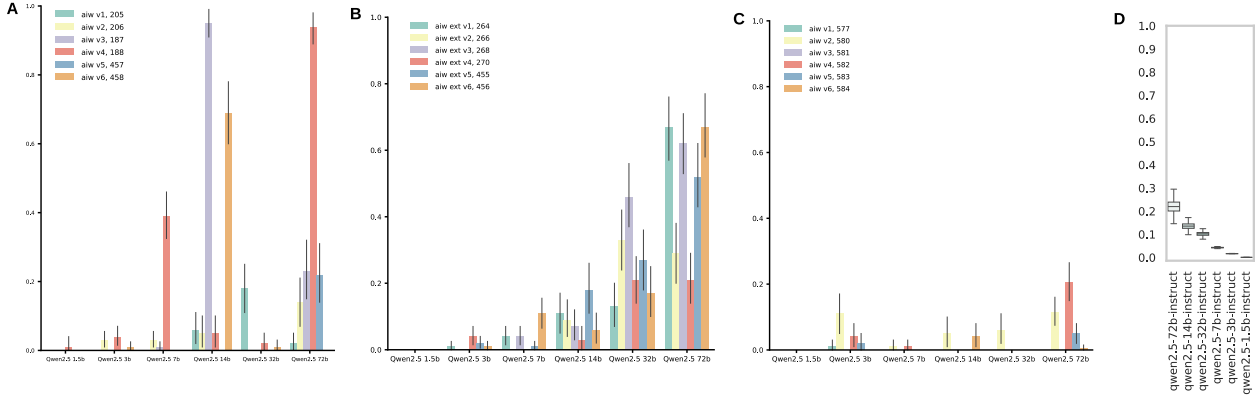 A
aiw v1, 205
aiw v2, 206
aiw v3, 187
aiw v4, 188
aiw v5, 457
aiw v6, 458
1.0
0.8
0.6
0.4
0.2
0.0
Qwen2.5 1.5b
Qwen2.5 3b
Qwen2.5 7b
Qwen2.5 14b
Qwen2.5 32b
Qwen2.5 72b
B
aiw ext v1, 264
aiw ext v2, 266
aiw ext v3, 268
aiw ext v4, 270
aiw ext v5, 455
aiw ext v6, 456
1.0
0.8
0.6
0.4
0.2
0.0
Qwen2.5 1.5b
Qwen2.5 3b
Qwen2.5 7b
Qwen2.5 14b
Qwen2.5 32b
Qwen2.5 72b
C
aiw v1, 577
aiw v2, 580
aiw v3, 581
aiw v4, 582
aiw v5, 583
aiw v6, 584
1.0
0.8
0.6
0.4
0.2
0.0
Qwen2.5 1.5b
Qwen2.5 3b
Qwen2.5 7b
Qwen2.5 14b
Qwen2.5 32b
Qwen2.5 72b
D
1.0
0.9
0.8
0.7
0.6
0.5
0.4
0.3
0.2
0.1
0.0
qwen2.5-72b-instruct
qwen2.5-14b-instruct
qwen2.5-32b-instruct
qwen2.5-7b-instruct
qwen2.5-3b-instruct
qwen2.5-1.5b-instruct